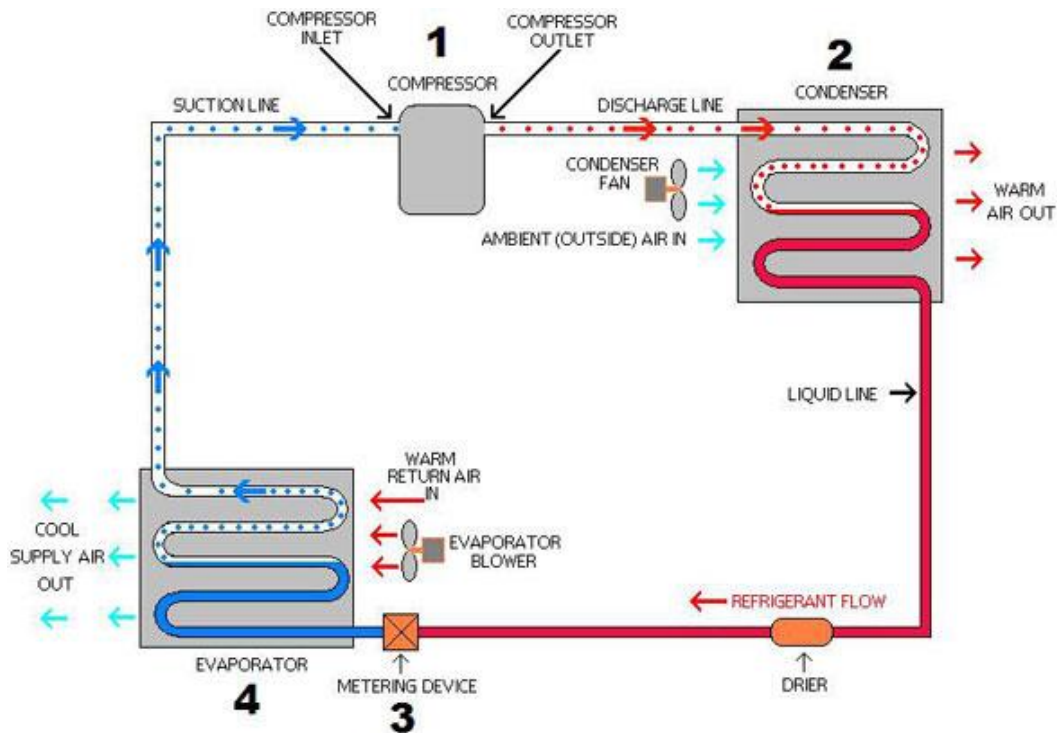 COMPRESSOR
INLET
1
COMPRESSOR
OUTLET
COMPRESSOR
2
CONDENSER
SUCTION LINE
DISCHARGE LINE
CONDENSER
FAN
WARM
AIR OUT
AMBIENT (OUTSIDE) AIR IN
LIQUID LINE
WARM
RETURN AIR
IN
COOL
SUPPLY AIR
OUT
EVAPORATOR
BLOWER
REFRIGERANT FLOW
EVAPORATOR
4
METERING DEVICE
3
DRIER